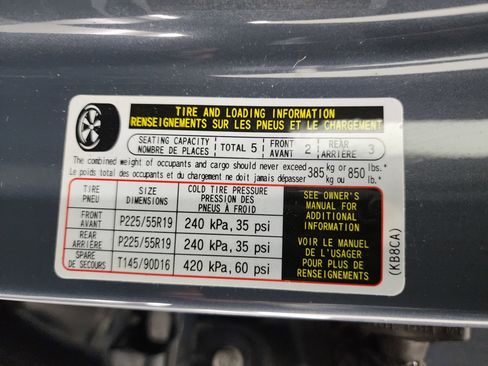 TIRE AND LOADING INFORMATION
RENSEIGNEMENTS SUR LES PNEUS ET LE CHARGEMENT
SEATING CAPACITY
NOMBRE DE PLACES
TOTAL 5
FRONT
AVANT
2
REAR
ARRIÈRE
3
The combined weight of occupants and cargo should never exceed
Le poids total des occupants et du chargement ne doit jamais dépasser
385
kg or
kg ou
850
lbs.
lb.
TIRE
PNEU
SIZE
DIMENSIONS
COLD TIRE PRESSURE
PRESSION DES
PNEUS À FROID
FRONT
AVANT
P225/55R19
240 kPa, 35 psi
REAR
ARRIÈRE
P225/55R19
240 kPa, 35 psi
SPARE
DE SECOURS
T145/90D16
420 kPa, 60 psi
SEE OWNER'S
MANUAL FOR
ADDITIONAL
INFORMATION
VOIR LE MANUEL
DE L'USAGER
POUR PLUS DE
RENSEIGNEMENTS
(KB8CA)